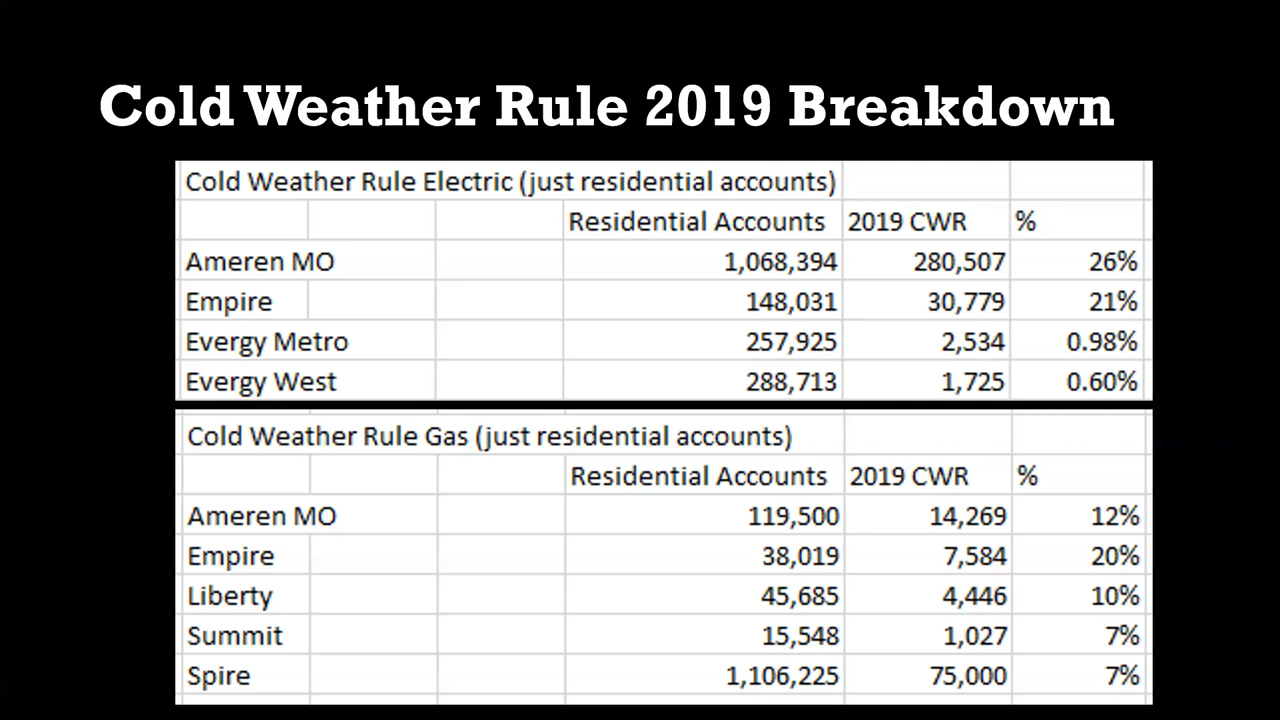 Cold Weather Rule 2019 Breakdown
Cold Weather Rule Electric (just residential accounts)
Residential Accounts 2019 CWR %
Ameren MO 1,068,394 280,507 26%
Empire 148,031 30,779 21%
Evergy Metro 257,925 2,534 0.98%
Evergy West 288,713 1,725 0.60%
Cold Weather Rule Gas (just residential accounts)
Residential Accounts 2019 CWR %
Ameren MO 119,500 14,269 12%
Empire 38,019 7,584 20%
Liberty 45,685 4,446 10%
Summit 15,548 1,027 7%
Spire 1,106,225 75,000 7%